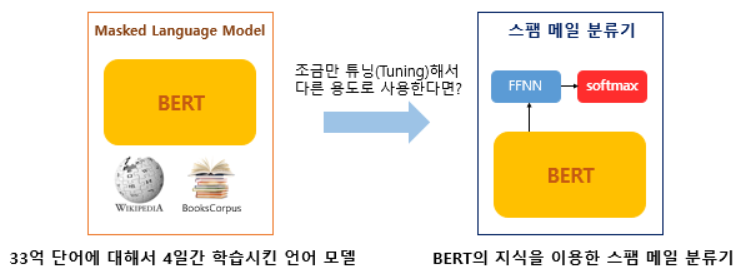 Masked Language Model
BERT
WIKIPEDIA
BooksCorpus
33억 단어에 대해서 4일간 학습시킨 언어 모델
조금만 튜닝(Tuning)해서
다른 용도로 사용한다면?
스팸 메일 분류기
FFNN
softmax
BERT
BERT의 지식을 이용한 스팸 메일 분류기